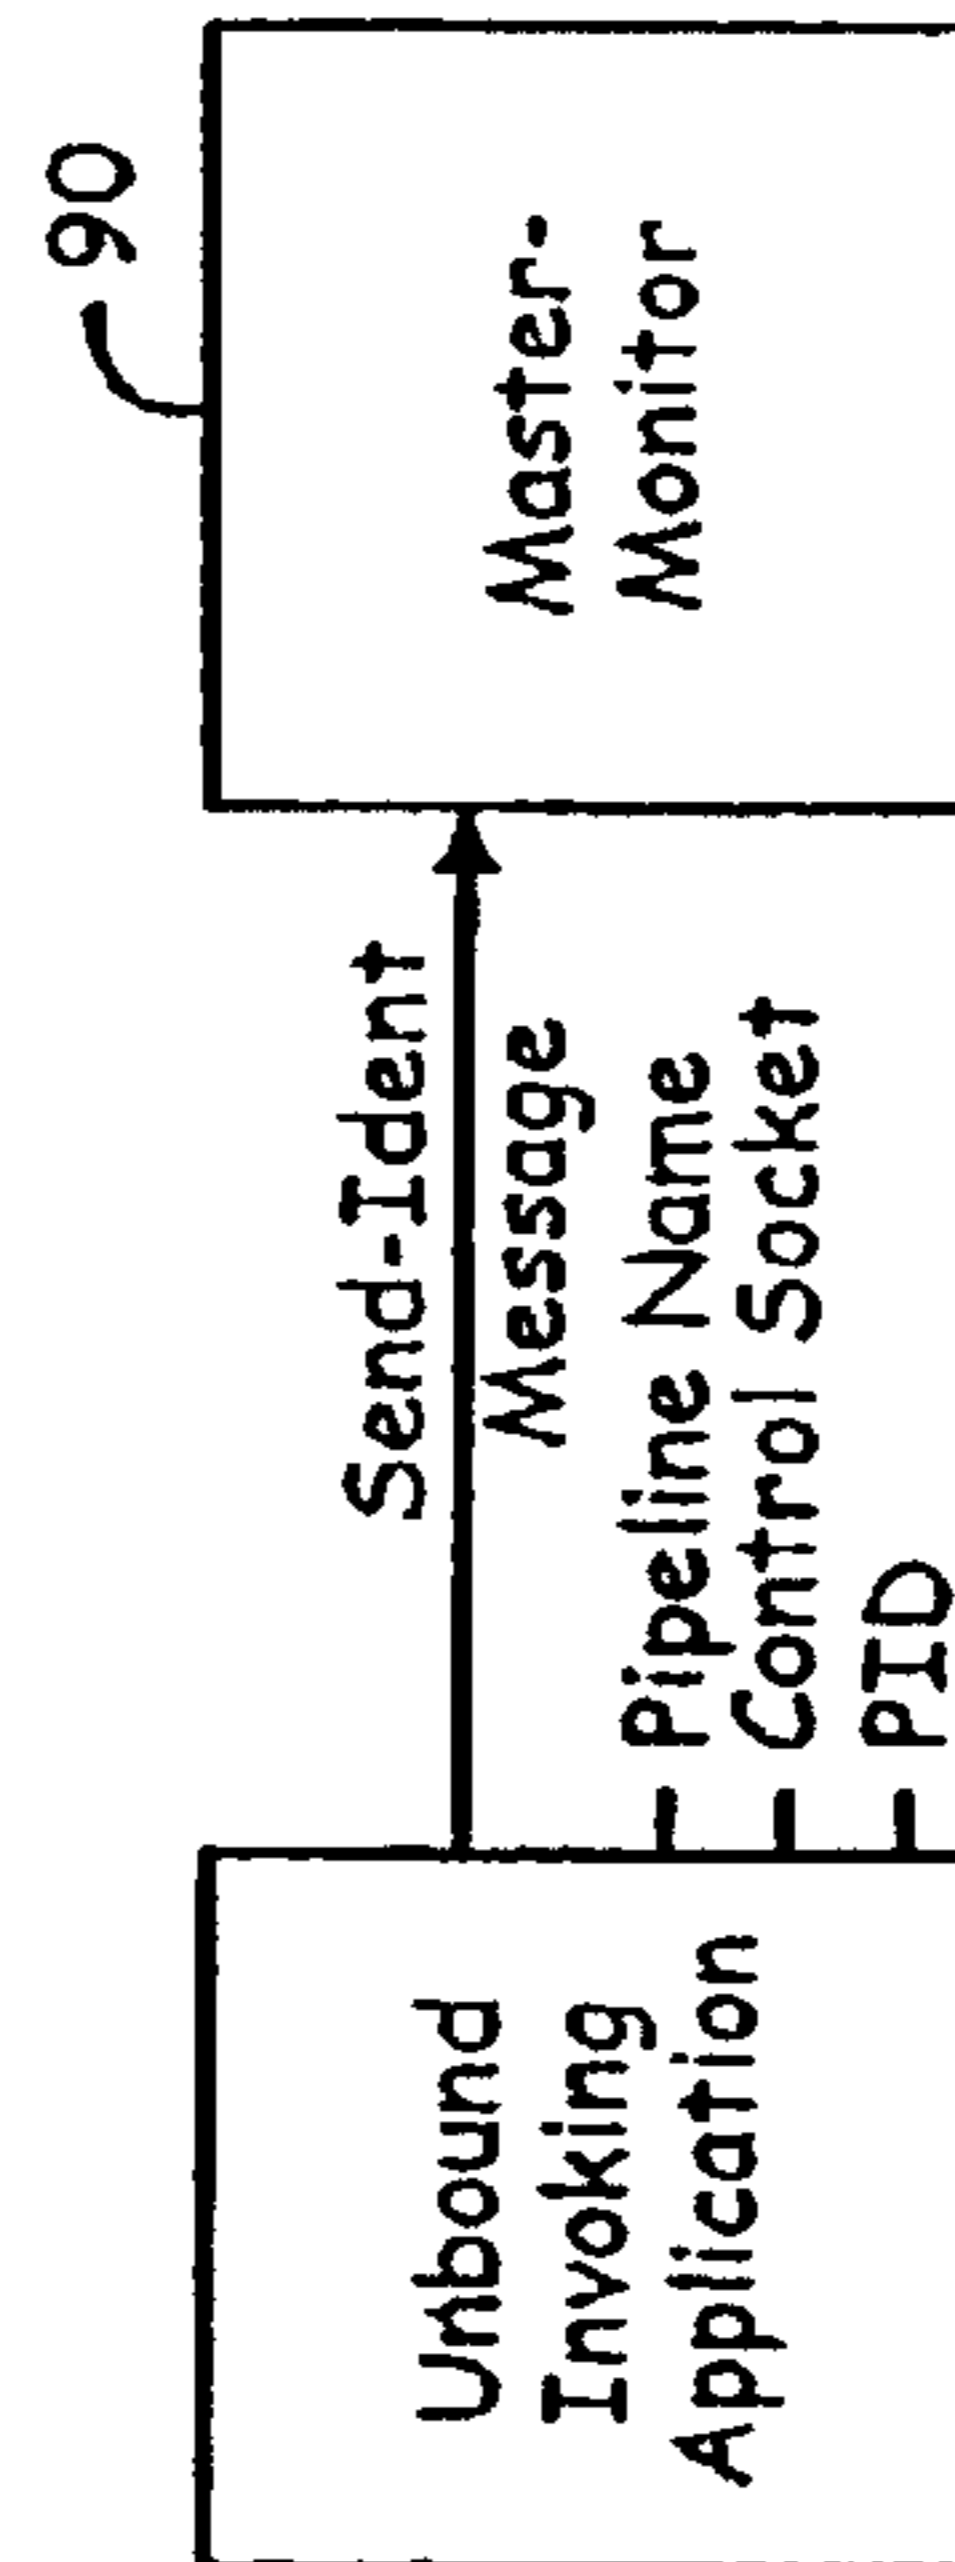 90
Unbound
Invoking
Application
Send-Ident
Message
Pipeline Name
Control Socket
PID
Master-
Monitor